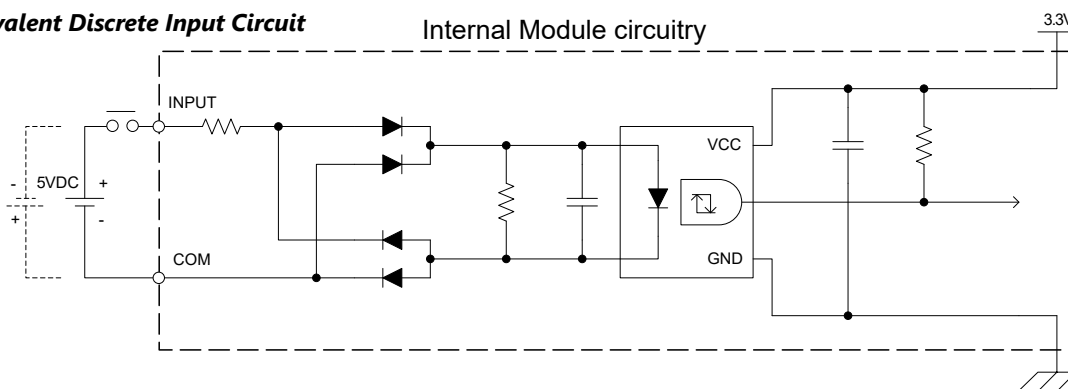 valent Discrete Input Circuit
Internal Module circuitry
3.3V
INPUT
VCC
- 5VDC +
+ -
COM
GND